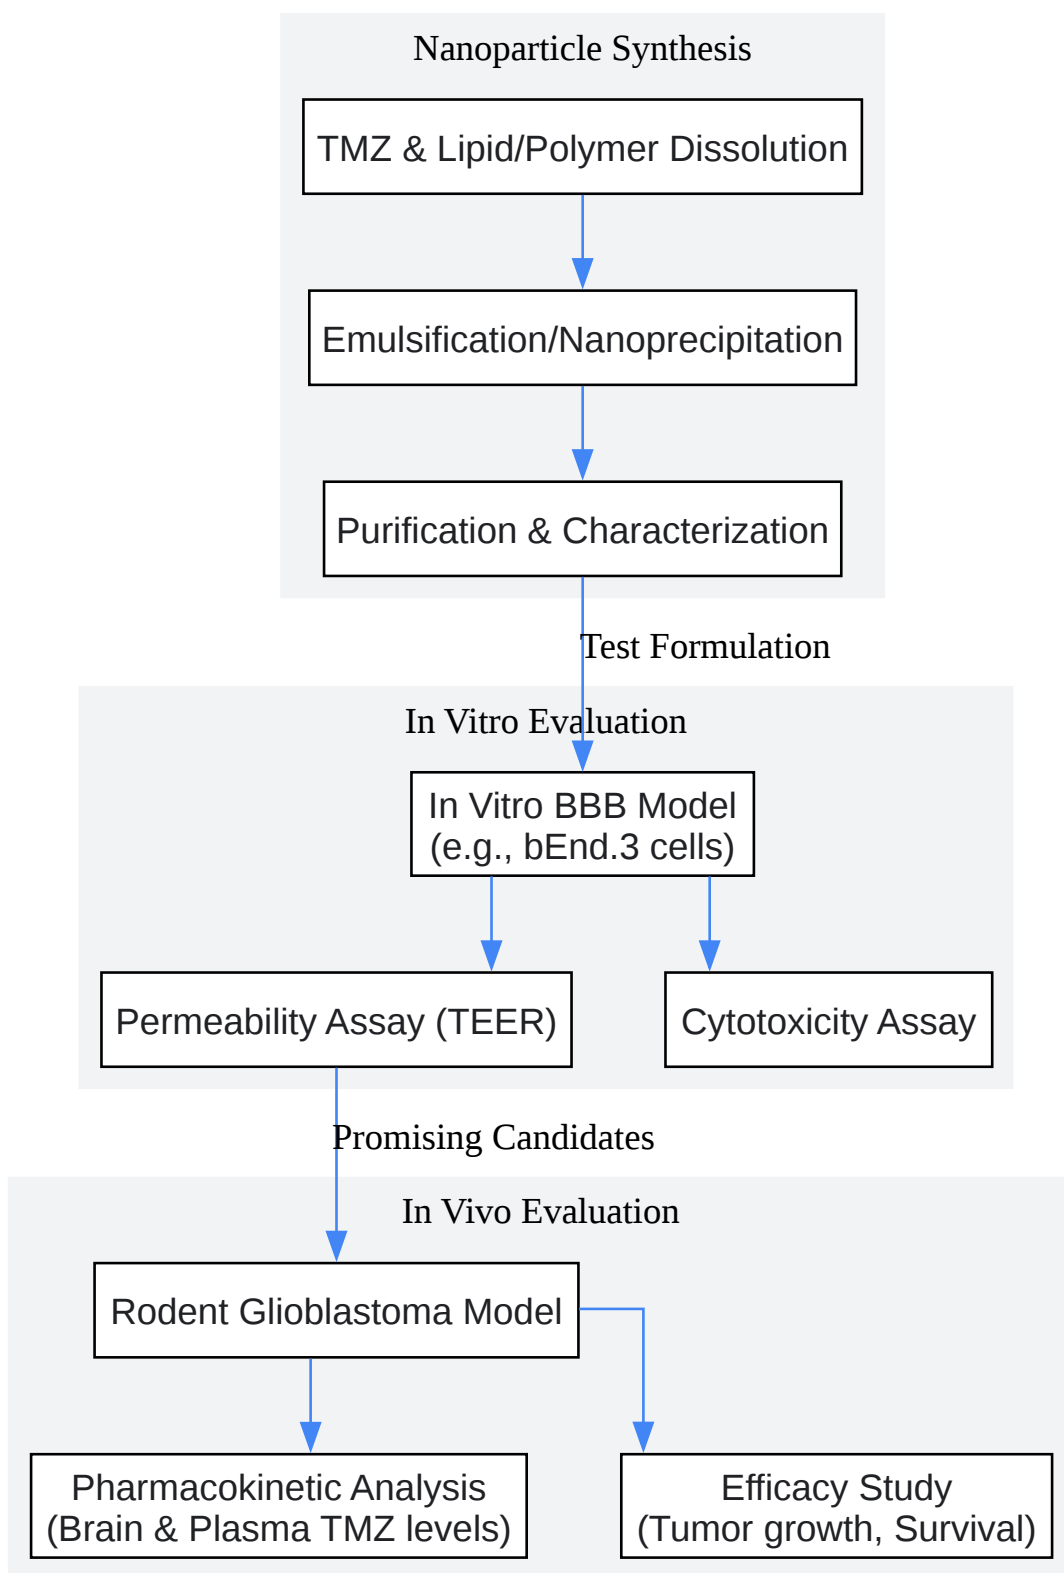 Nanoparticle Synthesis
TMZ & Lipid/Polymer Dissolution
Emulsification/Nanoprecipitation
Purification & Characterization
Test Formulation
In Vitro Evaluation
In Vitro BBB Model
(e.g., bEnd.3 cells)
Permeability Assay (TEER)
Cytotoxicity Assay
Promising Candidates
In Vivo Evaluation
Rodent Glioblastoma Model
Pharmacokinetic Analysis
(Brain & Plasma TMZ levels)
Efficacy Study
(Tumor growth, Survival)